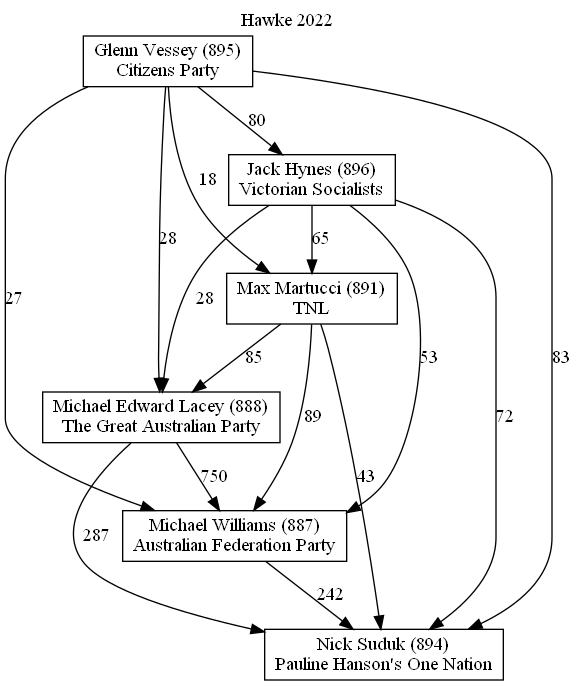 Hawke 2022
Glenn Vessey (895)
Citizens Party
80
Jack Hynes (896)
Victorian Socialists
18
28
65
Max Martucci (891)
TNL
27
28
85
53
83
Michael Edward Lacey (888)
The Great Australian Party
89
72
750
43
Michael Williams (887)
Australian Federation Party
287
242
Nick Suduk (894)
Pauline Hanson's One Nation